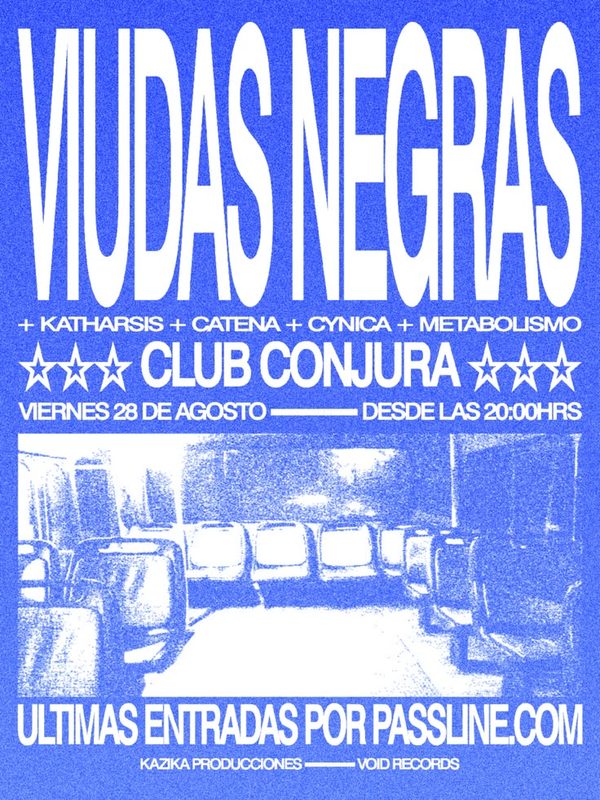 VIUDAS NEGRAS
+ KATHARSIS + CATENA + CYNICA + METABOLISMO
CLUB CONJURA
VIERNES 28 DE AGOSTO DESDE LAS 20:00HRS
ULTIMAS ENTRADAS POR PASSLINE.COM
KAZIKA PRODUCCIONES VOID RECORDS